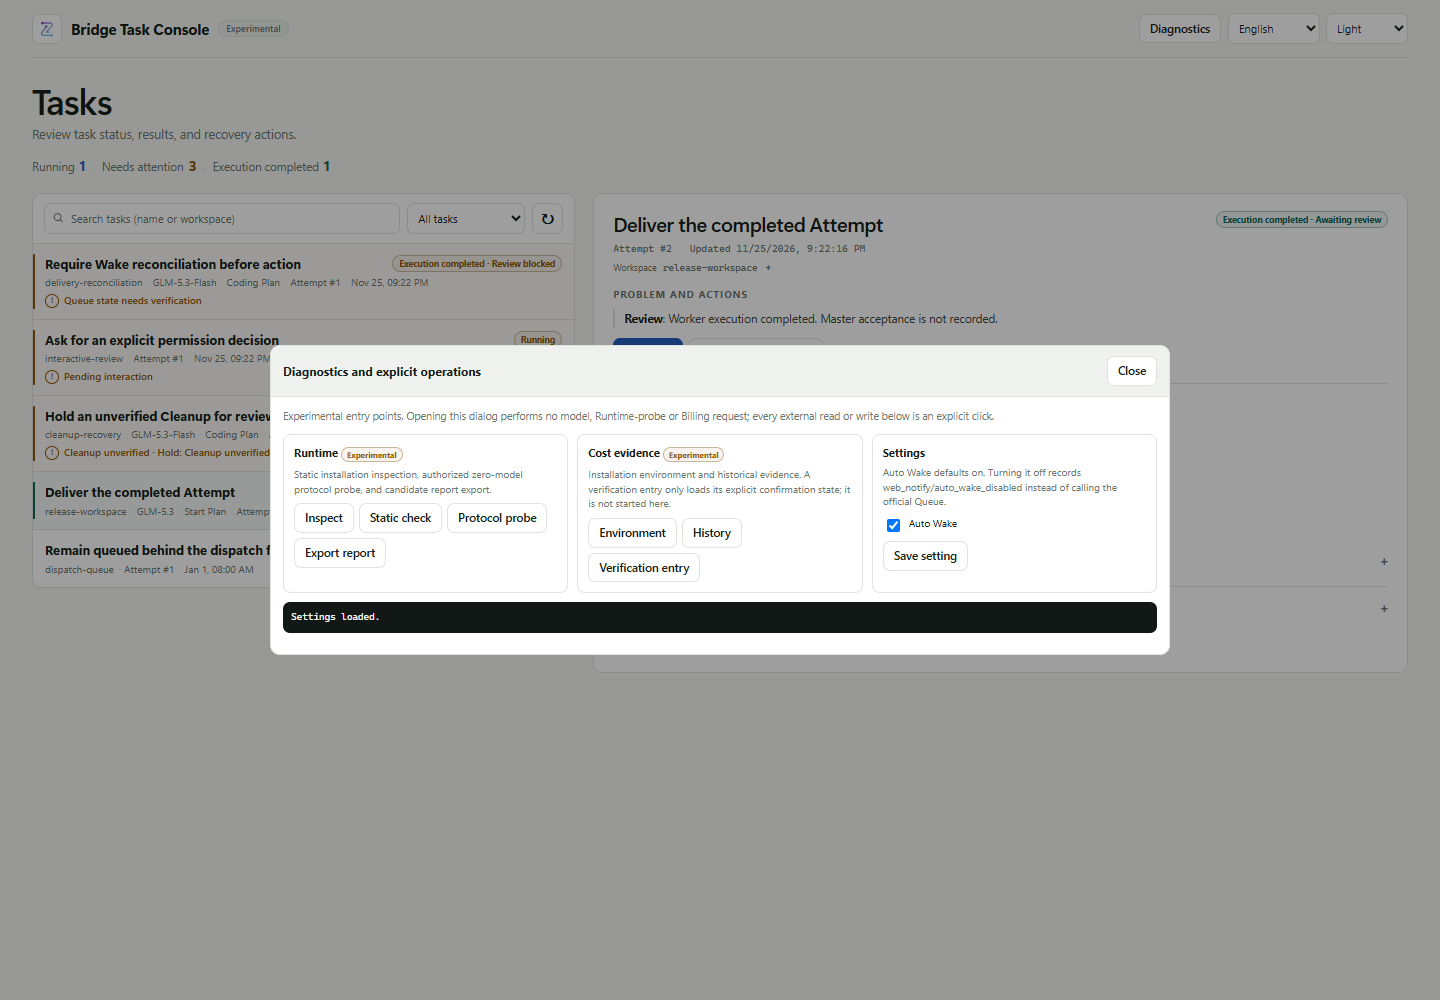 Bridge Task Console
Experimental
Diagnostics
English
Light
Tasks
Review task status, results, and recovery actions.
Running 1 · Needs attention 3 · Execution completed 1
Search tasks (name or workspace)
All tasks
Require Wake reconciliation before action
Execution completed · Review blocked
delivery-reconciliation · GLM-5.3-Flash · Coding Plan · Attempt #1 · Nov 25, 09:22 PM
Queue state needs verification
Ask for an explicit permission decision
Running
interactive-review · Attempt #1 · Nov 25, 09:22 PM
Pending interaction
Hold an unverified Cleanup for review
cleanup-recovery · GLM-5.3-Flash · Coding Plan
Cleanup unverified · Hold: Cleanup unverified
Deliver the completed Attempt
release-workspace · GLM-5.3 · Start Plan · Attemp
Remain queued behind the dispatch f
dispatch-queue · Attempt #1 · Jan 1, 08:00 AM
Deliver the completed Attempt
Execution completed · Awaiting review
Attempt #2 · Updated 11/25/2026, 9:22:16 PM
Workspace release-workspace +
PROBLEM AND ACTIONS
Review: Worker execution completed. Master acceptance is not recorded.
+
+
Diagnostics and explicit operations
Close
Experimental entry points. Opening this dialog performs no model, Runtime-probe or Billing request; every external read or write below is an explicit click.
Runtime Experimental
Static installation inspection, authorized zero-model
protocol probe, and candidate report export.
Inspect
Static check
Protocol probe
Export report
Cost evidence Experimental
Installation environment and historical evidence. A
verification entry only loads its explicit confirmation state; it
is not started here.
Environment
History
Verification entry
Settings
Auto Wake defaults on. Turning it off records
web_notify/auto_wake_disabled instead of calling the
official Queue.
Auto Wake
Save setting
Settings loaded.